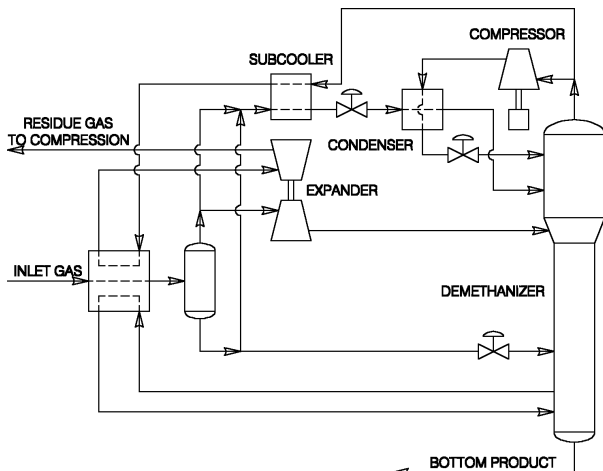 COMPRESSOR
SUBCOOLER
RESIDUE GAS
TO COMPRESSION
CONDENSER
EXPANDER
INLET GAS
DEMETHANIZER
BOTTOM PRODUCT